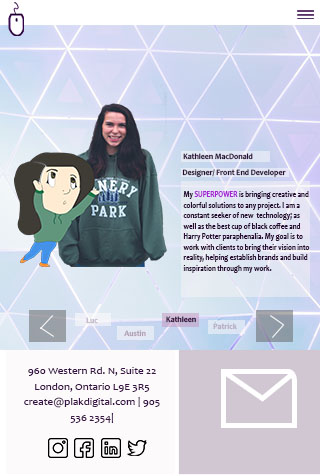 NERY
PARK
Kathleen MacDonald
Designer/ Front End Developer
My SUPERPOWER is bringing creative and
colorful solutions to any project. I am a
constant seeker of new technology; as
well as the best cup of black coffee and
Harry Potter paraphenalia. My goal is to
work with clients to bring their vision into
reality, helping establish brands and build
inspiration through my work.
Luc
Austin
Kathleen
Patrick
960 Western Rd. N, Suite 22
London, Ontario L9E 3R5
create@plakdigital.com | 905
536 2354|